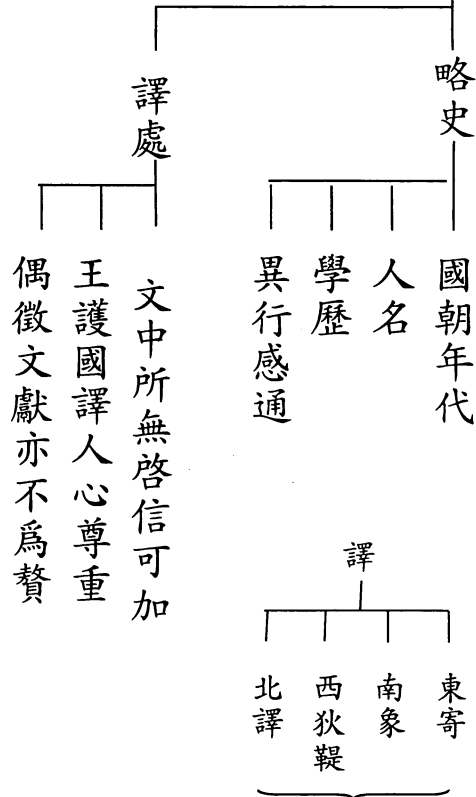 略史
國朝年代
人名
學歷
異行感通
譯處
文中所無啓信可加
王護國譯人心尊重
偶徵文獻亦不爲贅
譯
東寄
南象
西狄鞮
北譯